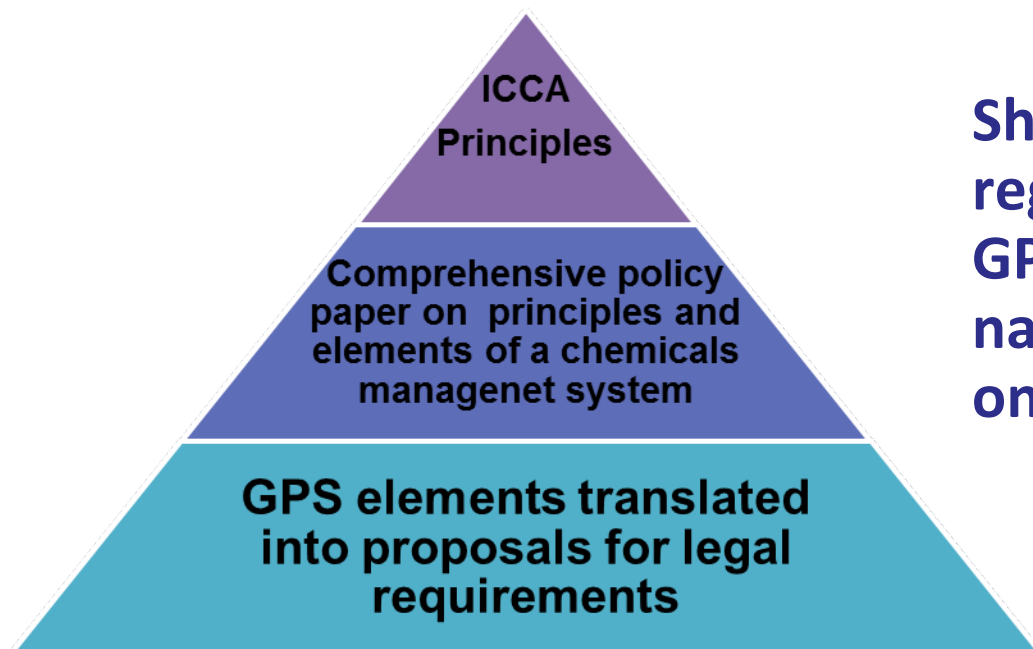 ICCA
Principles
Comprehensive policy
paper on principles and
elements of a chemicals
managenet system
GPS elements translated
into proposals for legal
requirements